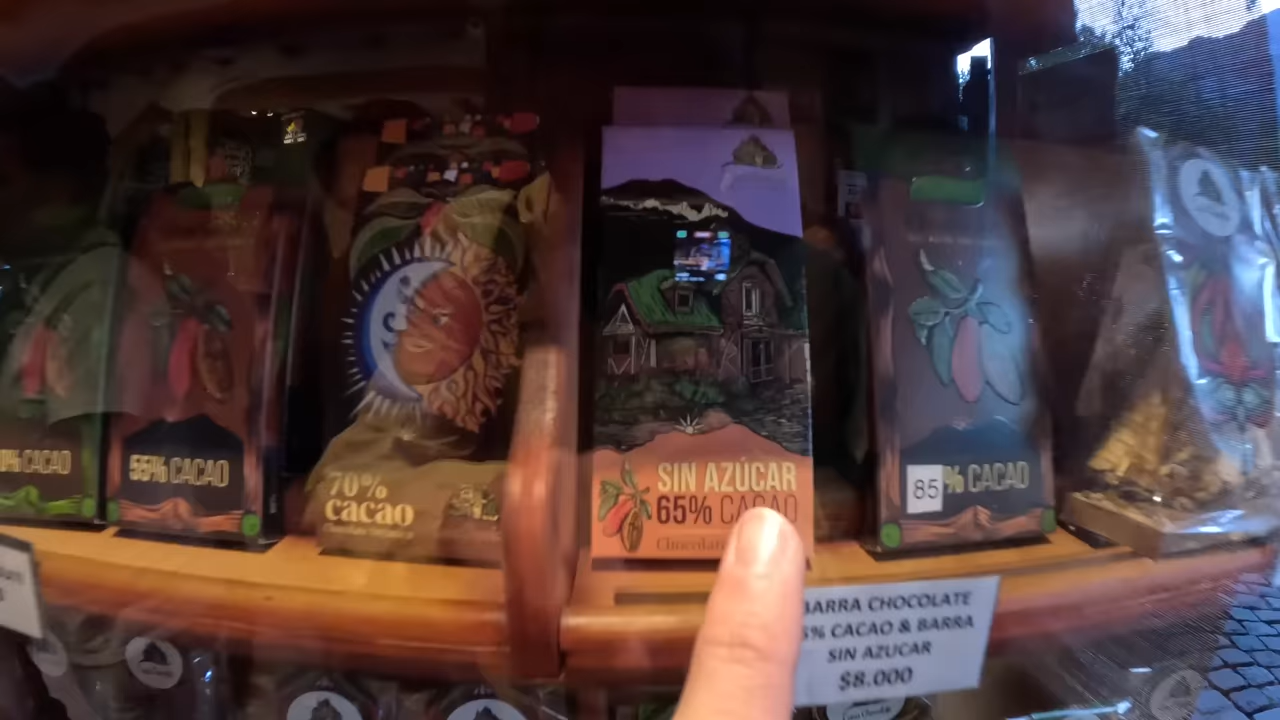 % CACAO
55% CACAO
70%
cacao
SIN AZÚCAR
65% CACAO
Chocolate
85% CACAO
BARRA CHOCOLATE
% CACAO & BARRA
SIN AZUCAR
$8.000